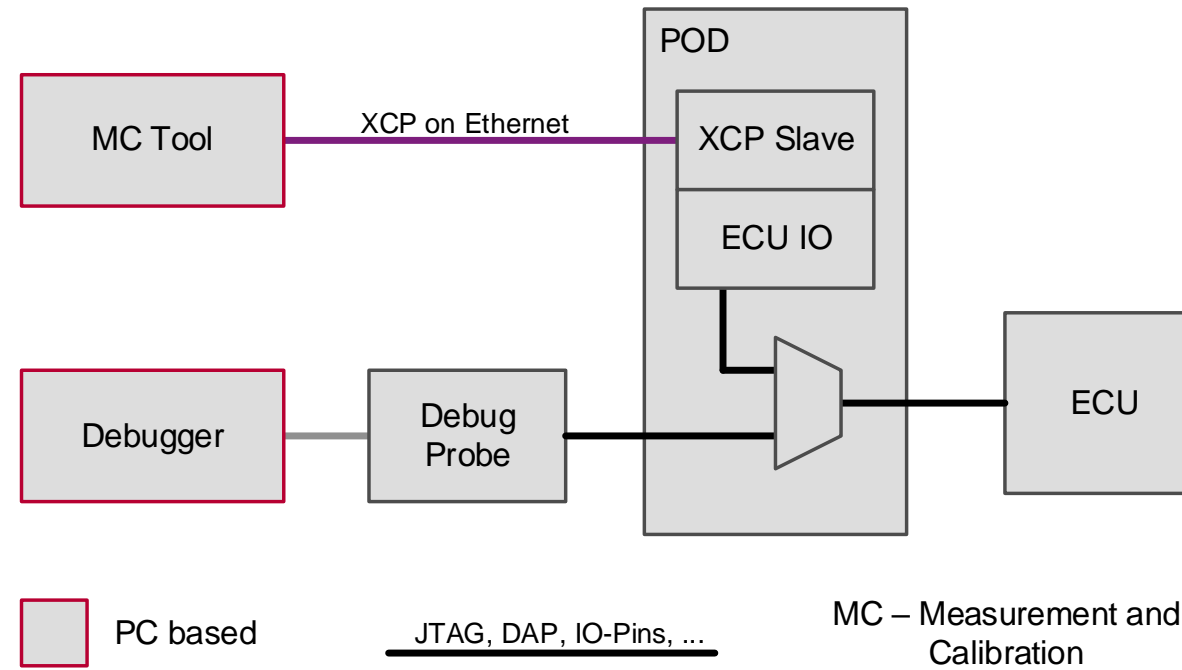 POD
MC Tool
XCP on Ethernet
XCP Slave
ECU IO
Debugger
Debug
Probe
ECU
PC based
JTAG, DAP, IO-Pins, ...
MC – Measurement and
Calibration